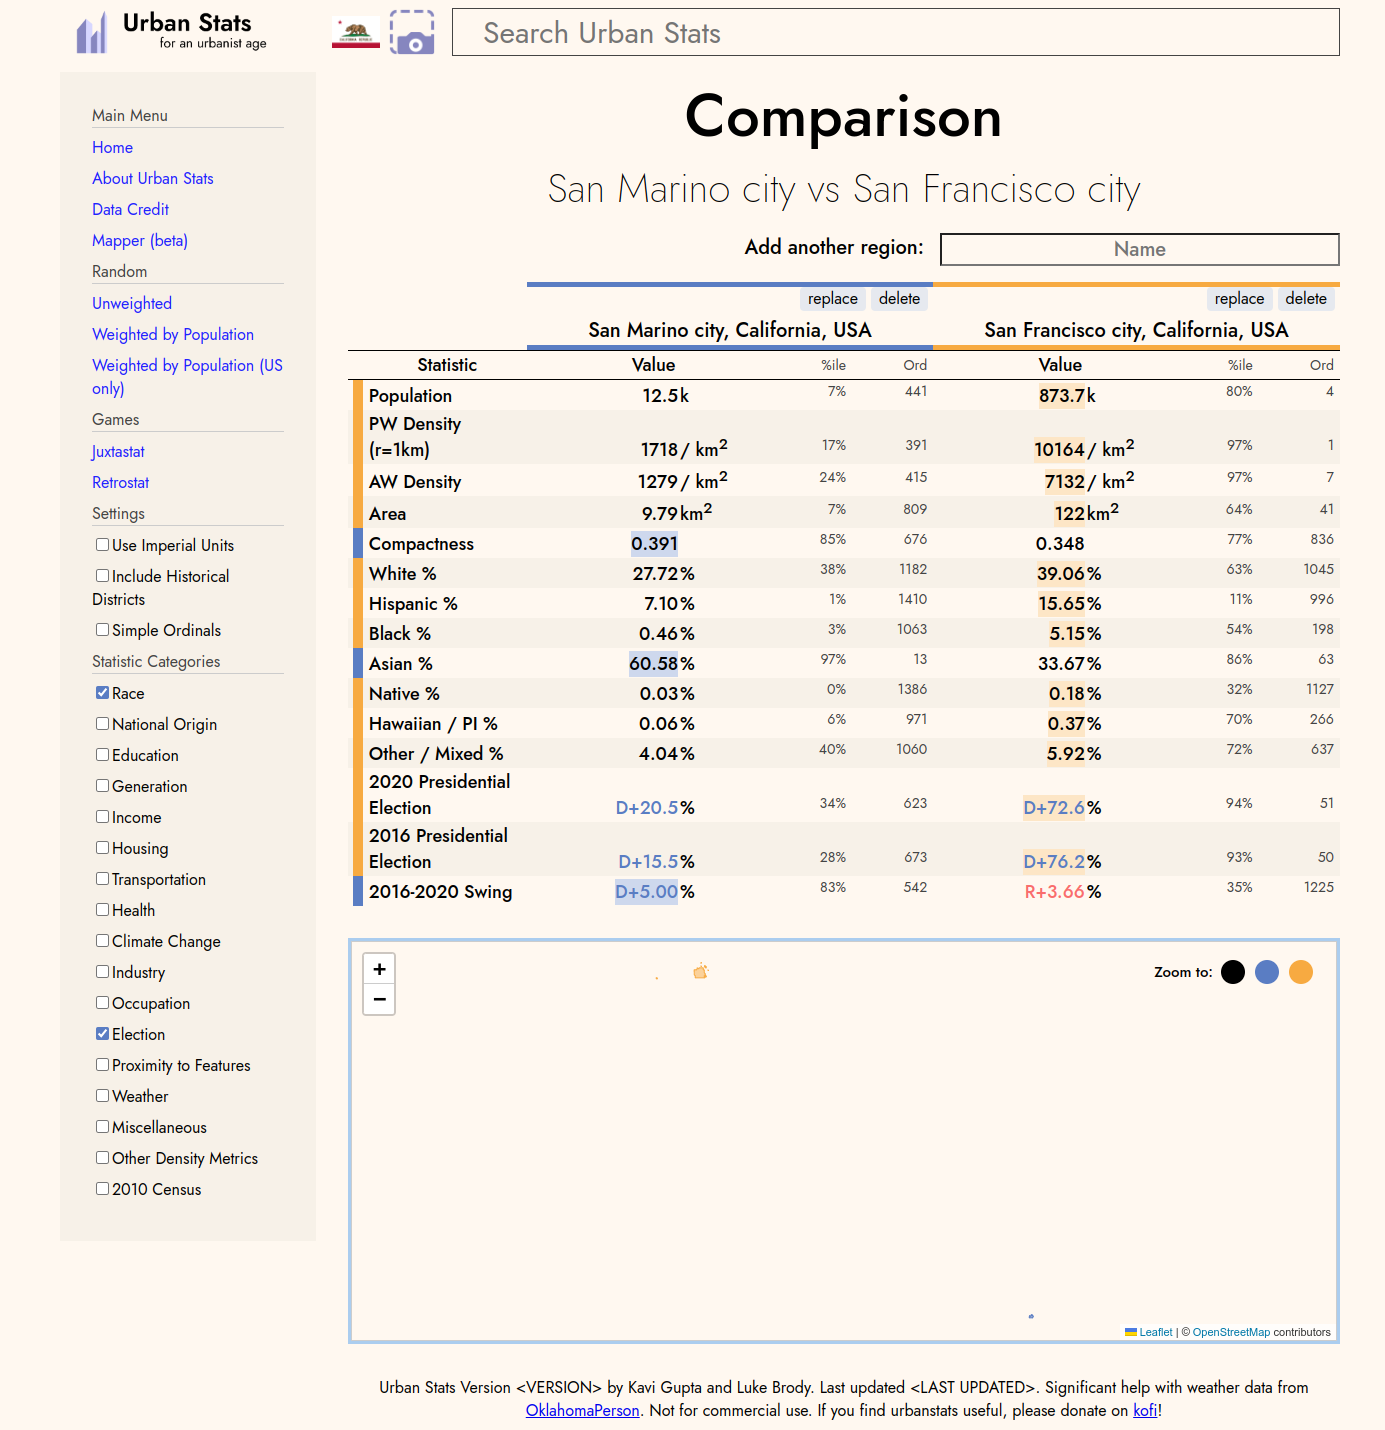 Urban Stats
for an urbanist age
Search Urban Stats
Main Menu
Home
About Urban Stats
Data Credit
Mapper (beta)
Random
Unweighted
Weighted by Population
Weighted by Population (US
only)
Games
Juxtastat
Retrostat
Settings
Use Imperial Units
Include Historical
Districts
Simple Ordinals
Statistic Categories
Race
National Origin
Education
Generation
Income
Housing
Transportation
Health
Climate Change
Industry
Occupation
Election
Proximity to Features
Weather
Miscellaneous
Other Density Metrics
2010 Census
Comparison
San Marino city vs San Francisco city
Add another region: Name
replace delete replace delete
San Marino city, California, USA San Francisco city, California, USA
Statistic Value %ile Ord Value %ile Ord
Population 12.5k 7% 441 873.7k 80% 4
PW Density
(r=1km) 1718/ km² 17% 391 10164/ km² 97% 1
AW Density 1279/ km² 24% 415 7132/ km² 97% 7
Area 9.79km² 7% 809 122km² 64% 41
Compactness 0.391 85% 676 0.348 77% 836
White % 27.72% 38% 1182 39.06% 63% 1045
Hispanic % 7.10% 1% 1410 15.65% 11% 996
Black % 0.46% 3% 1063 5.15% 54% 198
Asian % 60.58% 97% 13 33.67% 86% 63
Native % 0.03% 0% 1386 0.18% 32% 1127
Hawaiian / PI % 0.06% 6% 971 0.37% 70% 266
Other / Mixed % 4.04% 40% 1060 5.92% 72% 637
2020 Presidential
Election D+20.5% 34% 623 D+72.6% 94% 51
2016 Presidential
Election D+15.5% 28% 673 D+76.2% 93% 50
2016-2020 Swing D+5.00% 83% 542 R+3.66% 35% 1225
+
−
Zoom to:
Leaflet | © OpenStreetMap contributors
Urban Stats Version <VERSION> by Kavi Gupta and Luke Brody. Last updated <LAST UPDATED>. Significant help with weather data from
OklahomaPerson. Not for commercial use. If you find urbanstats useful, please donate on kofi!